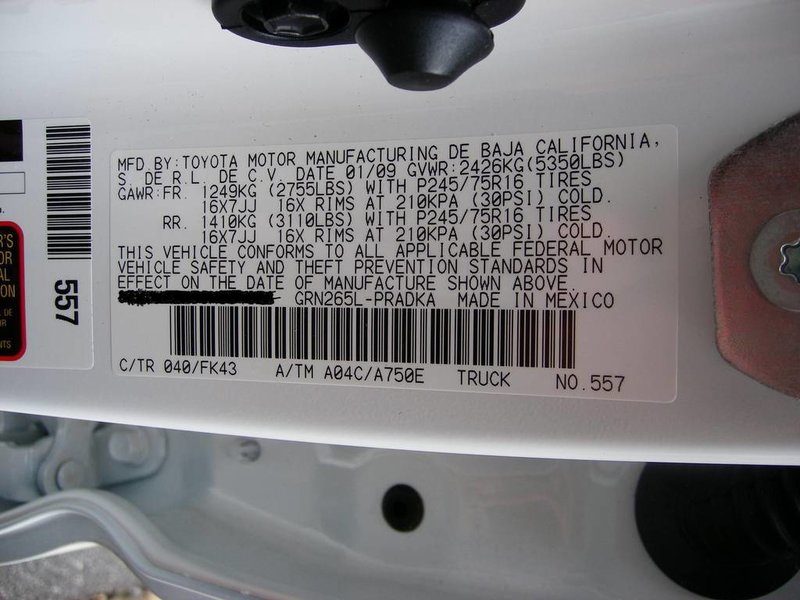 MFD. BY: TOYOTA MOTOR MANUFACTURING DE BAJA CALIFORNIA,
S. DE R.L. DE C.V. DATE 01/09 GVWR:2426KG(5350LBS)
GAWR:FR. 1249KG (2755LBS) WITH P245/75R16 TIRES
16X7JJ 16X RIMS AT 210KPA (30PSI) COLD.
RR. 1410KG (3110LBS) WITH P245/75R16 TIRES
16X7JJ 16X RIMS AT 210KPA (30PSI) COLD.
THIS VEHICLE CONFORMS TO ALL APPLICABLE FEDERAL MOTOR
VEHICLE SAFETY AND THEFT PREVENTION STANDARDS IN
EFFECT ON THE DATE OF MANUFACTURE SHOWN ABOVE.
GRN265L-PRADKA MADE IN MEXICO
C/TR 040/FK43 A/TM A04C/A750E TRUCK NO.557
557